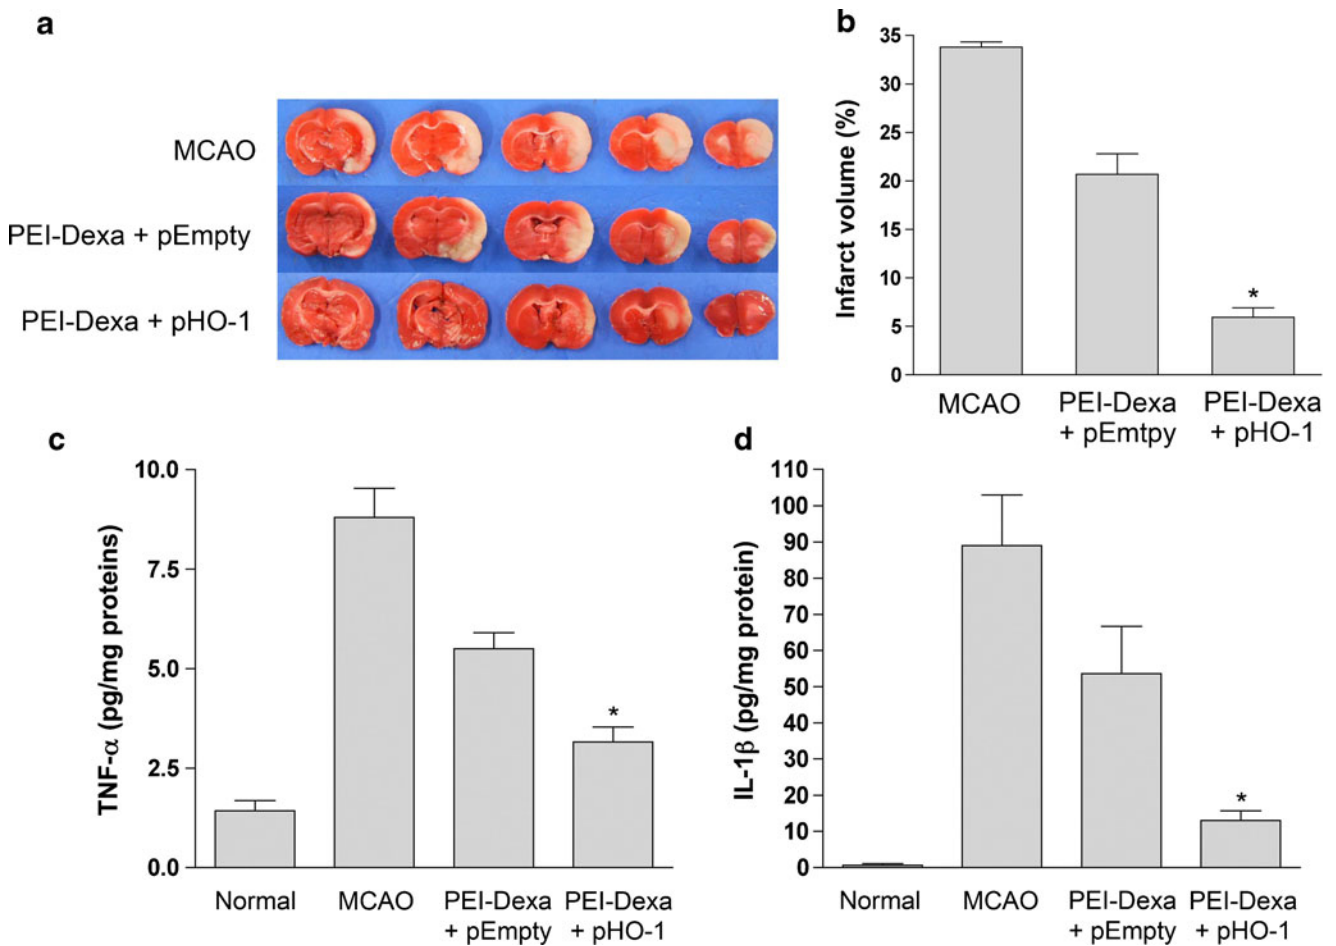 a
MCAO
PEI-Dexa + pEmpty
PEI-Dexa + pHO-1
b
Infarct volume (%)
35
30
25
20
15
10
5
0
*
MCAO
PEI-Dexa
+ pEmtpy
PEI-Dexa
+ pHO-1
c
TNF-α (pg/mg proteins)
10.0
7.5
5.0
2.5
0.0
*
Normal
MCAO
PEI-Dexa
+ pEmpty
PEI-Dexa
+ pHO-1
d
IL-1β (pg/mg protein)
110
100
90
80
70
60
50
40
30
20
10
0
*
Normal
MCAO
PEI-Dexa
+ pEmpty
PEI-Dexa
+ pHO-1